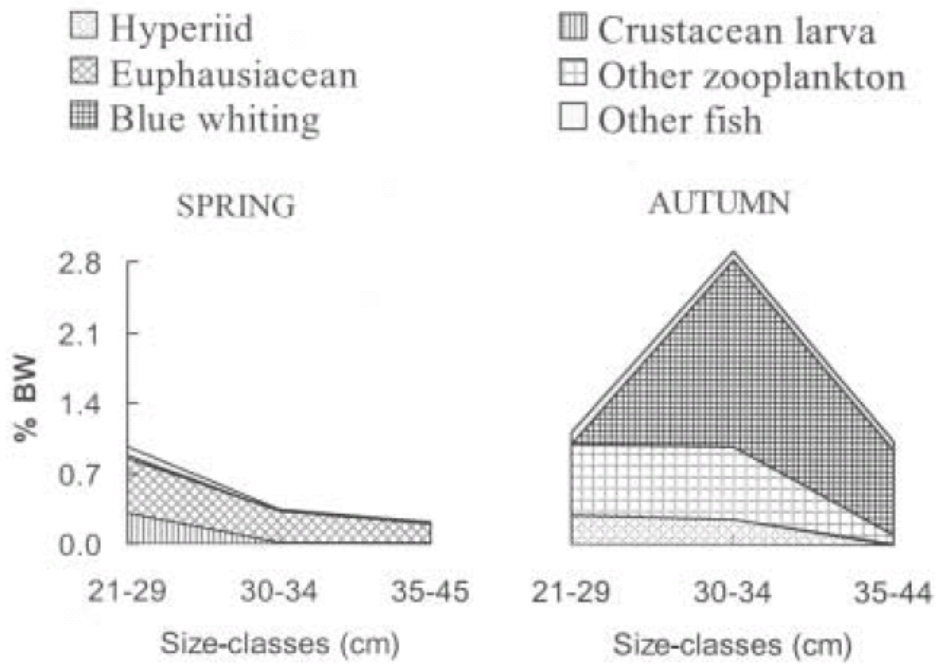 Hyperiid
Euphausiacean
Blue whiting
Crustacean larva
Other zooplankton
Other fish
SPRING
AUTUMN
% BW
2.8
2.1
1.4
0.7
0.0
21-29 30-34 35-45
Size-classes (cm)
21-29 30-34 35-44
Size-classes (cm)